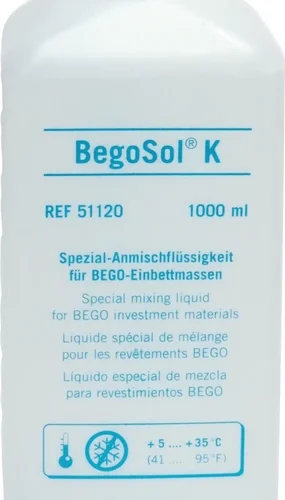 BegoSol® K
REF 51120 1000 ml
Spezial-Anmischflüssigkeit
für BEGO-Einbettmassen
Special mixing liquid
for BEGO investment materials
Liquide spécial de mélange
pour les revêtements BEGO
Líquido especial de mezcla
para revestimientos BEGO
+ 5 .... + 35 °C
(41 .... 95 °F)